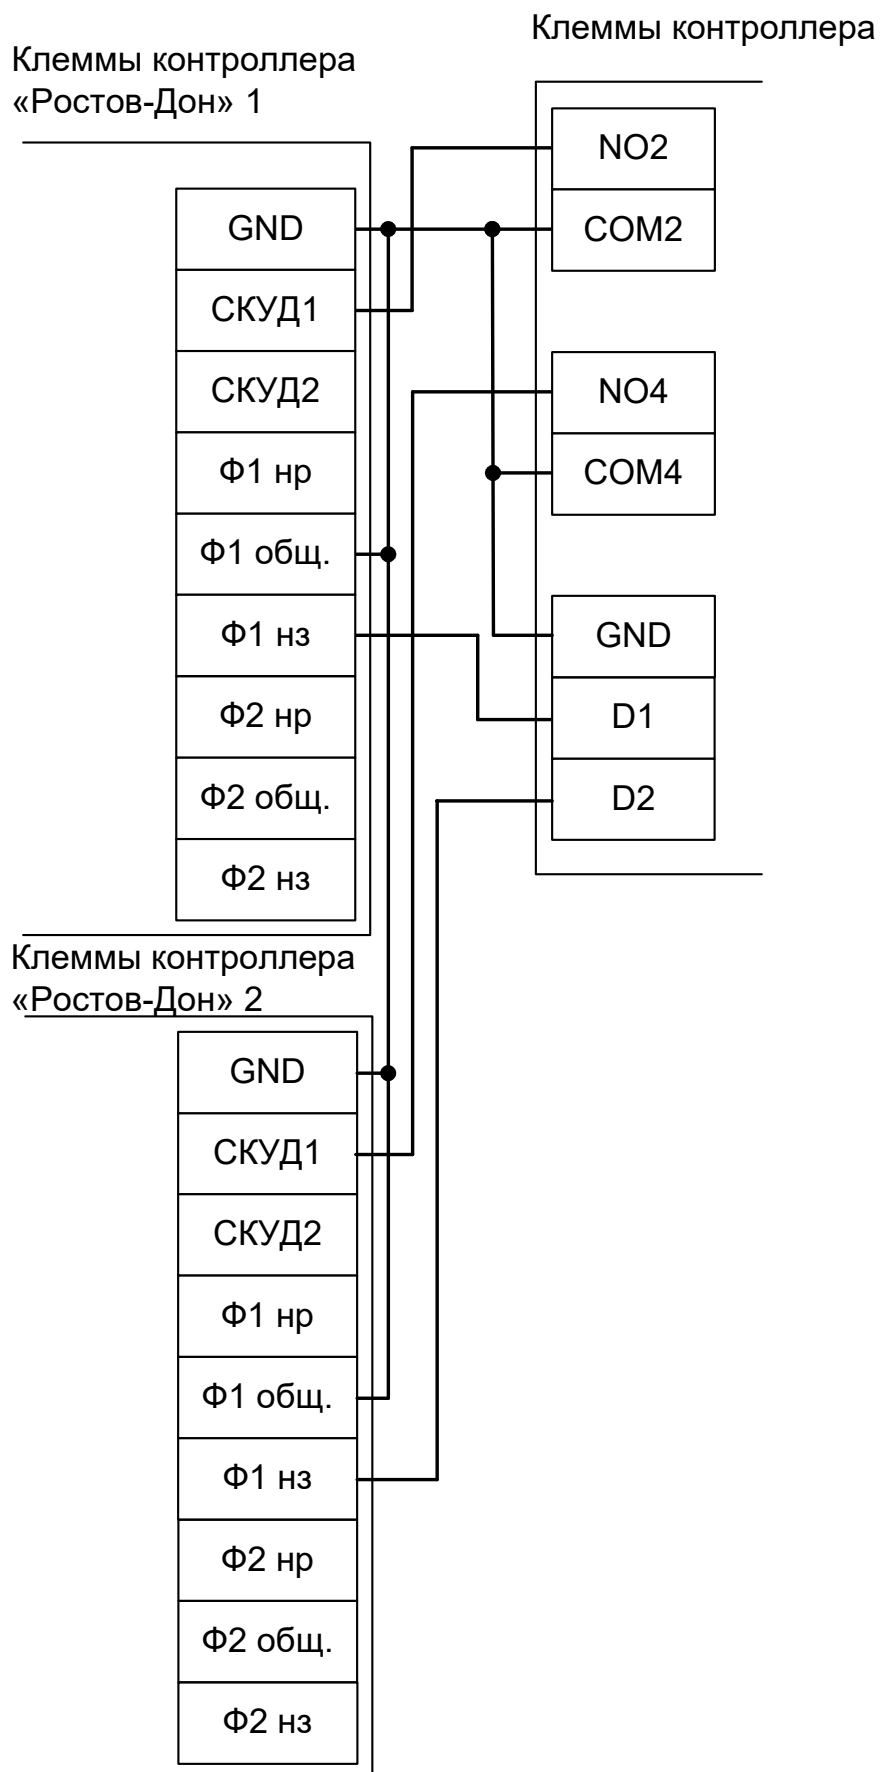 Клеммы контроллера
«Ростов-Дон» 1
GND
СКУД1
СКУД2
Ф1 нр
Ф1 общ.
Ф1 нз
Ф2 нр
Ф2 общ.
Ф2 нз
Клеммы контроллера
NO2
COM2
NO4
COM4
GND
D1
D2
Клеммы контроллера
«Ростов-Дон» 2
GND
СКУД1
СКУД2
Ф1 нр
Ф1 общ.
Ф1 нз
Ф2 нр
Ф2 общ.
Ф2 нз